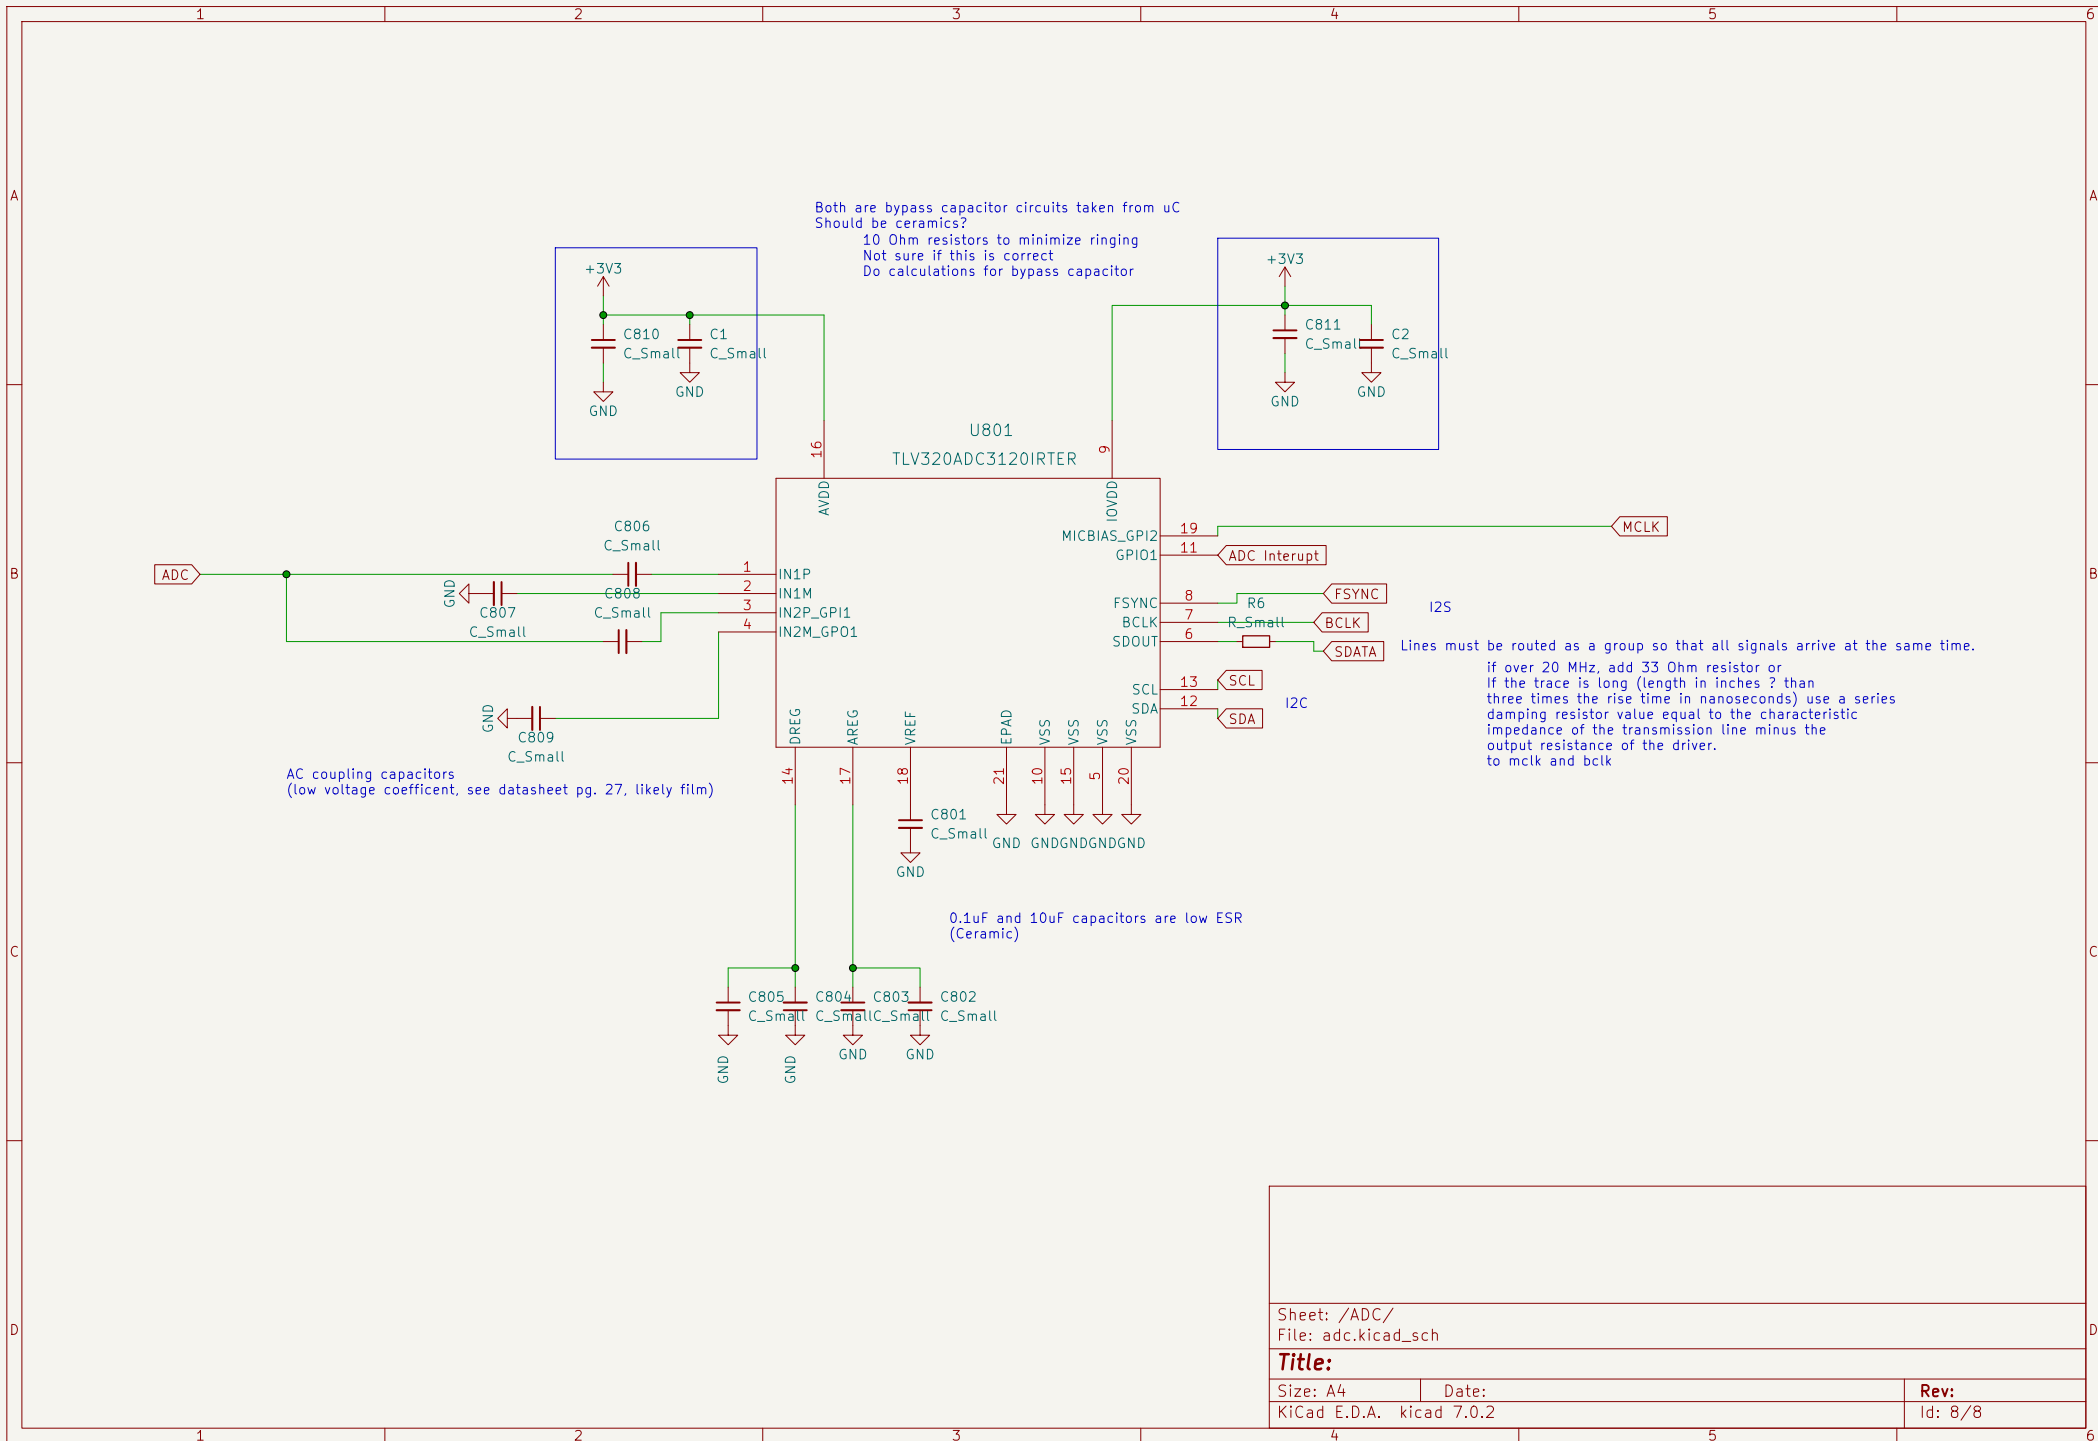 1 2 3 4 5 6
A A
Both are bypass capacitor circuits taken from uC
Should be ceramics?
10 Ohm resistors to minimize ringing
Not sure if this is correct
Do calculations for bypass capacitor
+3V3
C810
C_Small
C1
C_Small
GND
GND
+3V3
C811
C_Small
C2
C_Small
GND
GND
U801
TLV320ADC3120IRTER
16
AVDD
9
IOVDD
B B
ADC
C806
C_Small
GND
C807
C_Small
C808
C_Small
1 IN1P
2 IN1M
3 IN2P_GPI1
4 IN2M_GPO1
GND
C809
C_Small
AC coupling capacitors
(low voltage coefficent, see datasheet pg. 27, likely film)
MICBIAS_GPI2 19
MCLK
GPIO1 11
ADC Interupt
FSYNC 8
FSYNC
R6
R_Small
BCLK 7
BCLK
SDOUT 6
SDATA
I2S
Lines must be routed as a group so that all signals arrive at the same time.
if over 20 MHz, add 33 Ohm resistor or
If the trace is long (length in inches ? than
three times the rise time in nanoseconds) use a series
damping resistor value equal to the characteristic
impedance of the transmission line minus the
output resistance of the driver.
to mclk and bclk
SCL 13
SCL
SDA 12
SDA
I2C
DREG AREG VREF EPAD VSS VSS VSS VSS
14 17 18 21 10 15 5 20
C801
C_Small
GND
GND GND GND GND GND
0.1uF and 10uF capacitors are low ESR
(Ceramic)
C C
C805
C_Small
C804
C_Small
C803
C_Small
C802
C_Small
GND GND GND GND
D D
Sheet: /ADC/
File: adc.kicad_sch
Title:
Size: A4 Date: Rev:
KiCad E.D.A. kicad 7.0.2 Id: 8/8
1 2 3 4 5 6